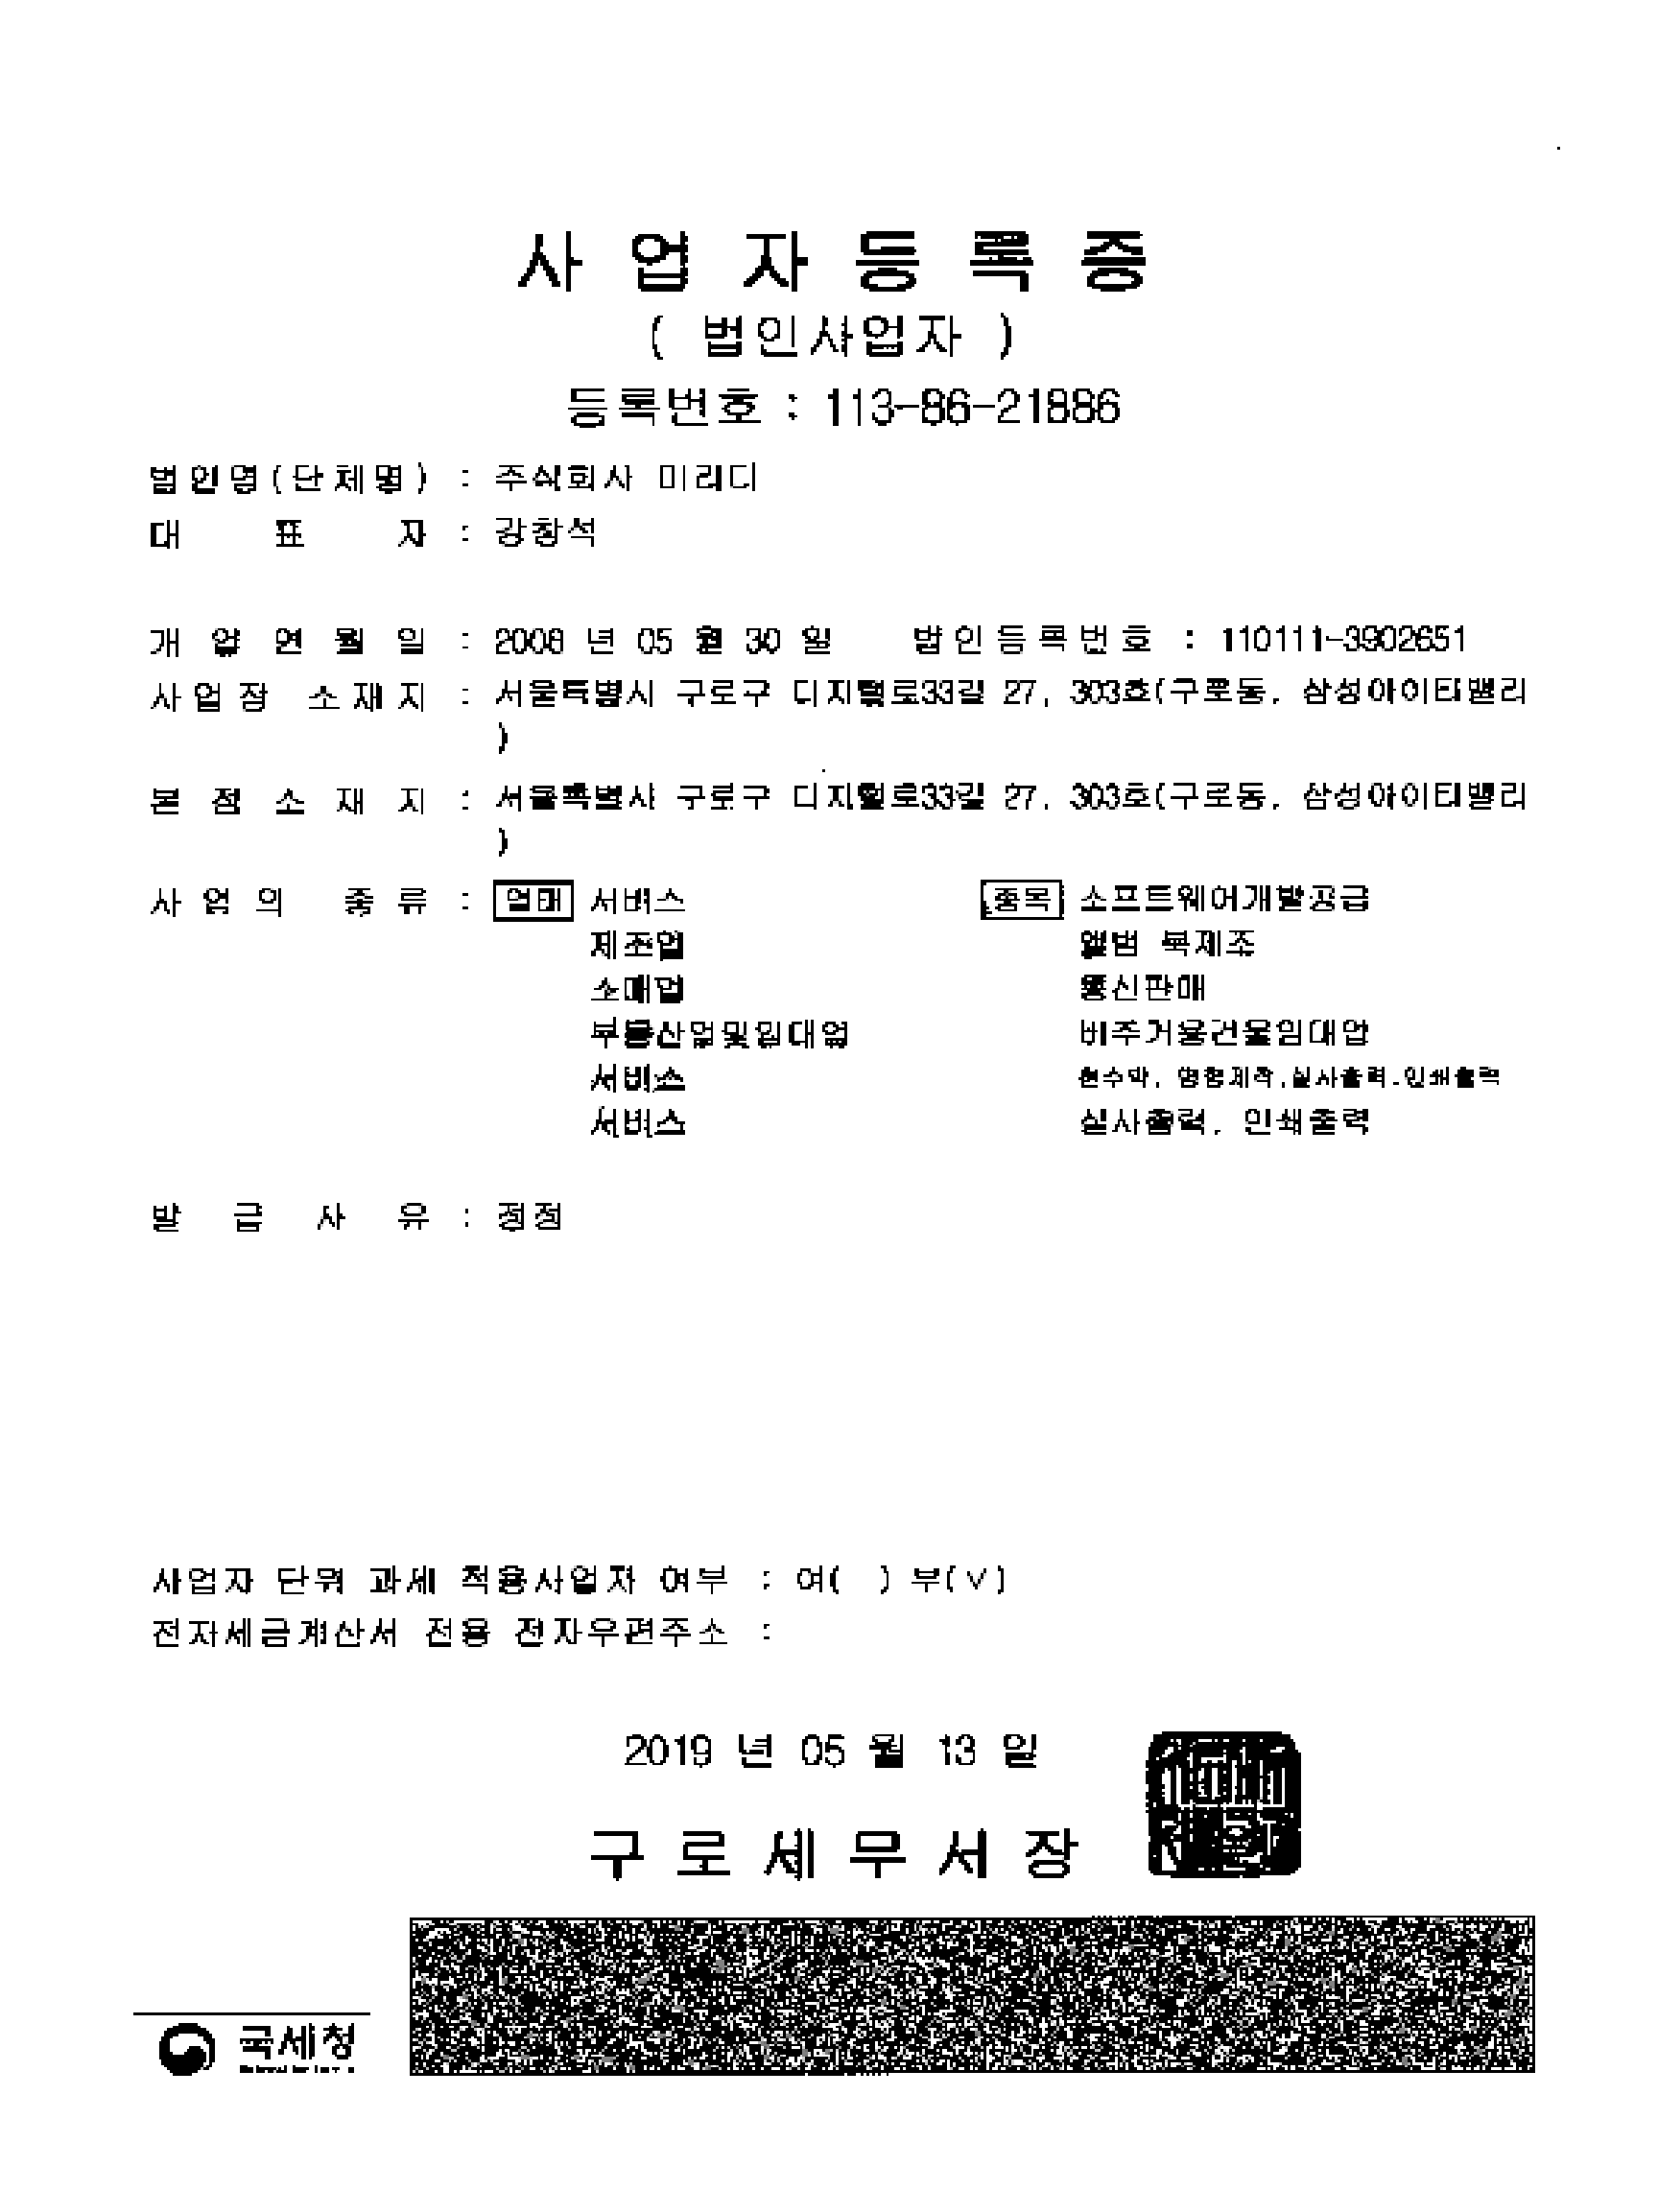 사 업 자 등 록 증
( 법인사업자 )
등록번호 : 113-86-21886
법인명(단체명) : 주식회사 미리디
대 표 자 : 강창석
개 업 연 월 일 : 2008 년 05 월 30 일 법인등록번호 : 110111-3902651
사업장 소재지 : 서울특별시 구로구 디지털로33길 27, 303호(구로동, 삼성아이티밸리
)
본 점 소 재 지 : 서울특별시 구로구 디지털로33길 27, 303호(구로동, 삼성아이티밸리
)
사 업 의 종 류 : 업태 서비스 종목 소프트웨어개발공급
제조업 앨범 북제조
소매업 통신판매
부동산업및임대업 비주거용건물임대업
서비스 현수막, 명함제작,실사출력,인쇄출력
서비스 실사출력, 인쇄출력
발 급 사 유 : 정정
사업자 단위 과세 적용사업자 여부 : 여( ) 부(∨)
전자세금계산서 전용 전자우편주소 :
2019 년 05 월 13 일
구 로 세 무 서 장
국세청